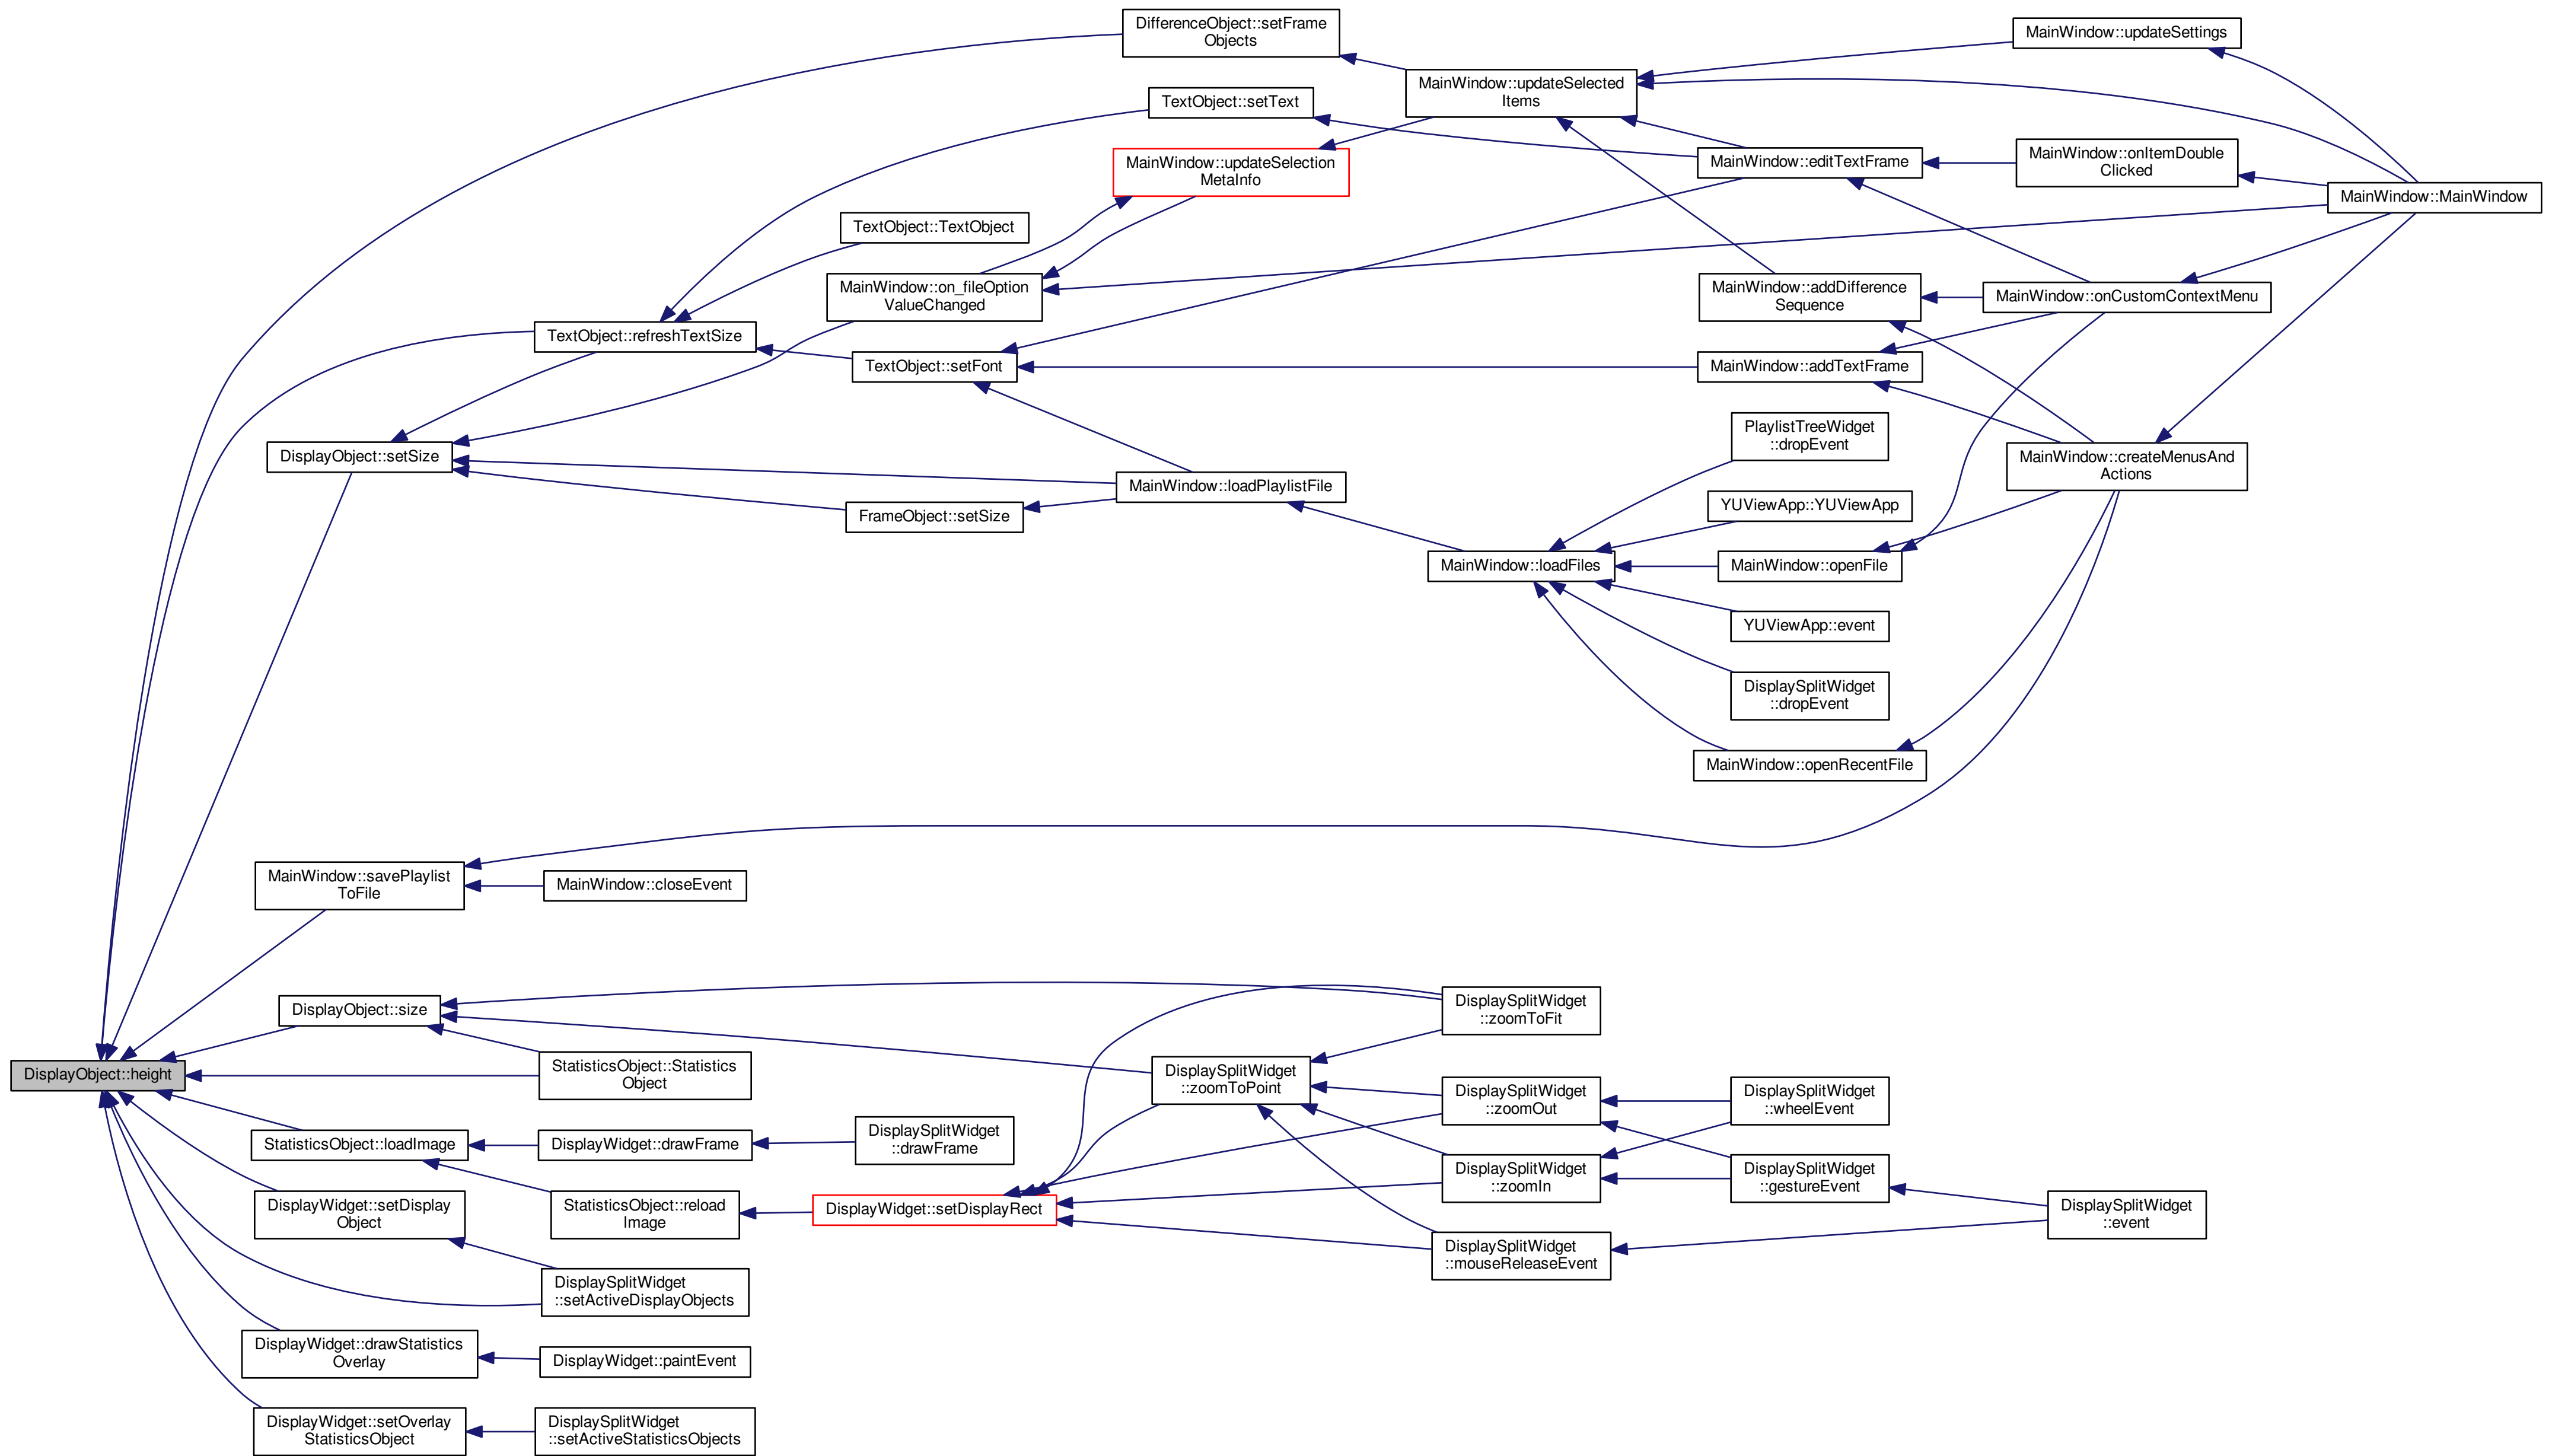 DifferenceObject::setFrame
Objects
MainWindow::updateSettings
MainWindow::updateSelected
Items
TextObject::setText
MainWindow::updateSelection
MetaInfo
MainWindow::editTextFrame
MainWindow::onItemDouble
Clicked
MainWindow::MainWindow
TextObject::TextObject
MainWindow::on_fileOption
ValueChanged
MainWindow::addDifference
Sequence
MainWindow::onCustomContextMenu
TextObject::refreshTextSize
TextObject::setFont
MainWindow::addTextFrame
PlaylistTreeWidget
::dropEvent
DisplayObject::setSize
MainWindow::createMenusAnd
Actions
MainWindow::loadPlaylistFile
YUViewApp::YUViewApp
FrameObject::setSize
MainWindow::loadFiles
MainWindow::openFile
YUViewApp::event
DisplaySplitWidget
::dropEvent
MainWindow::openRecentFile
MainWindow::savePlaylist
ToFile
MainWindow::closeEvent
DisplayObject::size
DisplaySplitWidget
::zoomToFit
DisplayObject::height
StatisticsObject::Statistics
Object
DisplaySplitWidget
::zoomToPoint
DisplaySplitWidget
::zoomOut
DisplaySplitWidget
::wheelEvent
StatisticsObject::loadImage
DisplayWidget::drawFrame
DisplaySplitWidget
::drawFrame
DisplaySplitWidget
::zoomIn
DisplaySplitWidget
::gestureEvent
DisplayWidget::setDisplay
Object
StatisticsObject::reload
Image
DisplayWidget::setDisplayRect
DisplaySplitWidget
::event
DisplaySplitWidget
::mouseReleaseEvent
DisplaySplitWidget
::setActiveDisplayObjects
DisplayWidget::drawStatistics
Overlay
DisplayWidget::paintEvent
DisplayWidget::setOverlay
StatisticsObject
DisplaySplitWidget
::setActiveStatisticsObjects